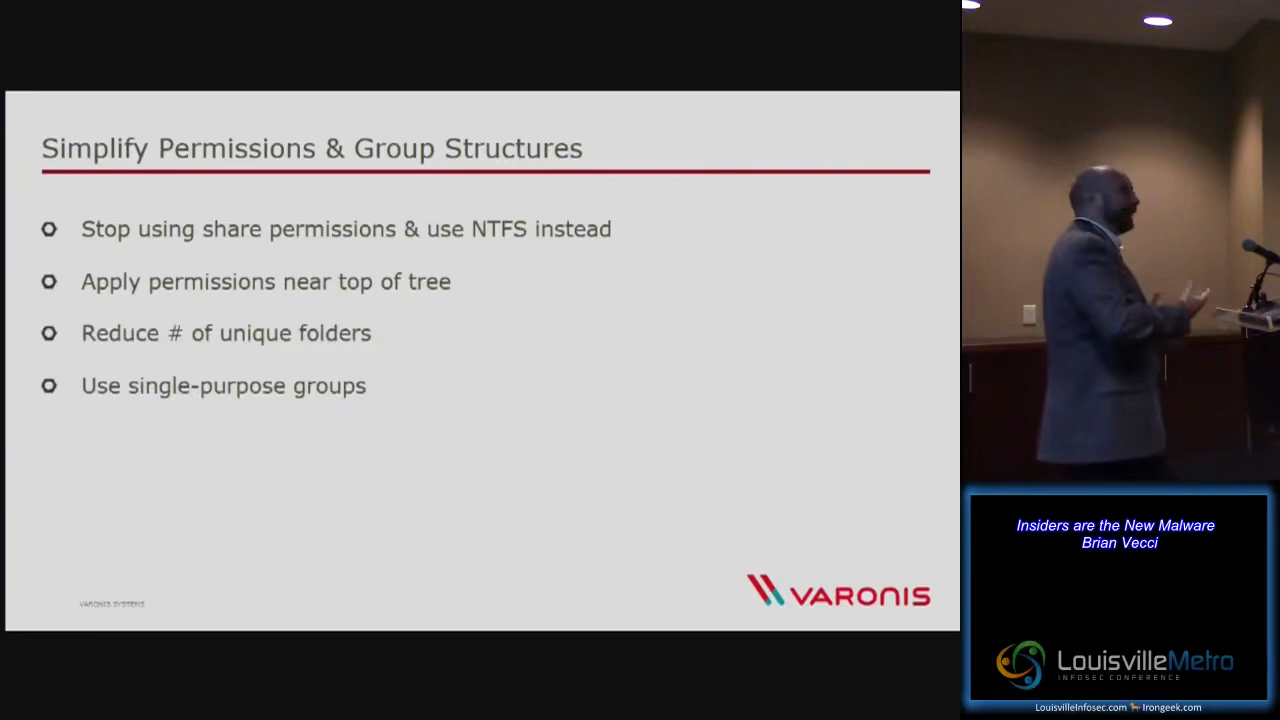 Simplify Permissions & Group Structures
Stop using share permissions & use NTFS instead
Apply permissions near top of tree
Reduce # of unique folders
Use single-purpose groups
VARONIS SYSTEMS
VARONIS
Insiders are the New Malware
Brian Vecci
LouisvilleMetro
INFOSEC CONFERENCE
LouisvilleInfosec.com Irongeek.com